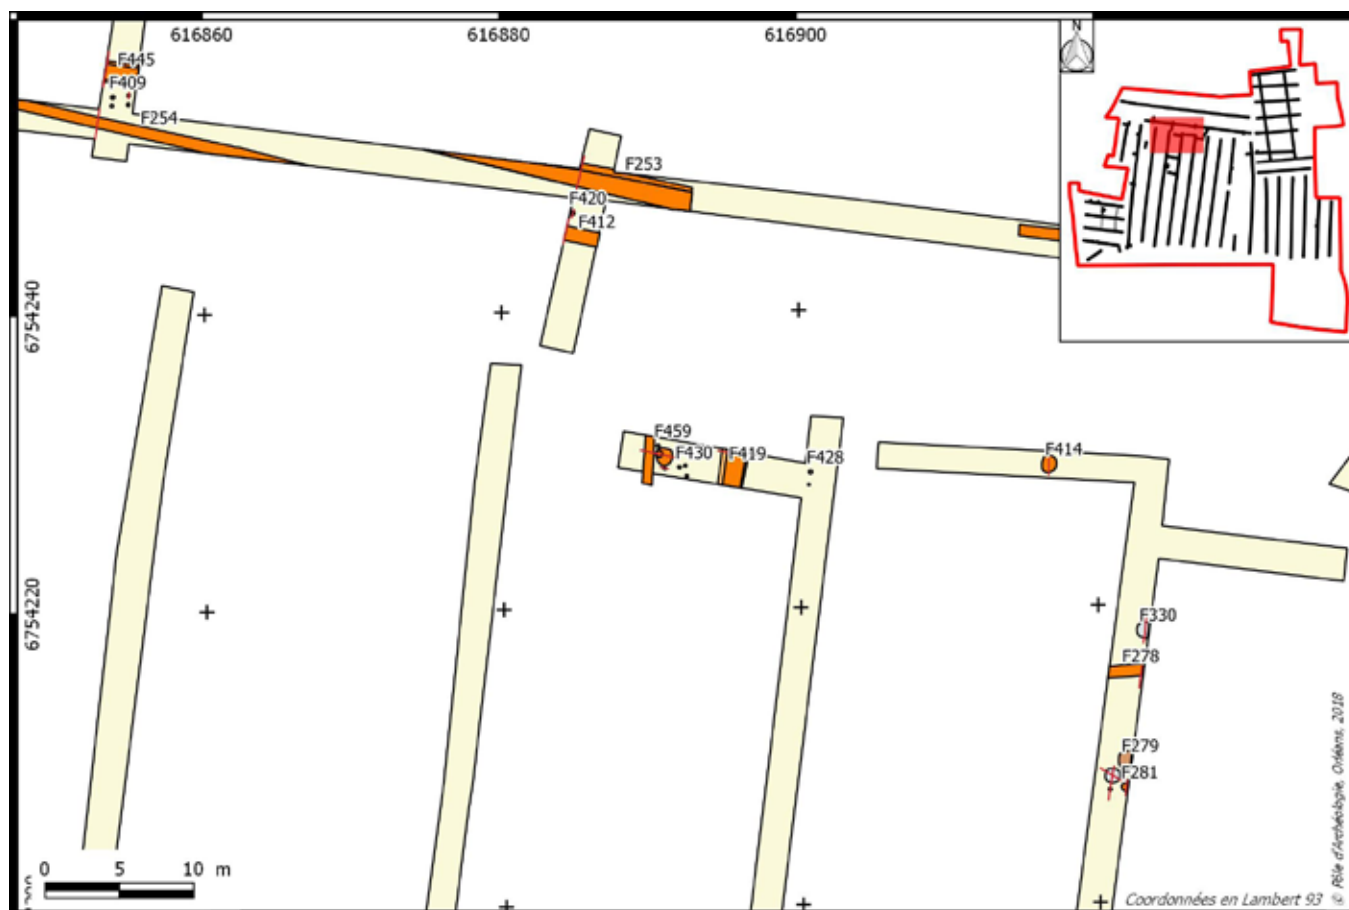 616860
616880
616900
N
F445
F409
F254
F253
F420
F412
6754240
F459
F430
F419
F428
F414
6754220
F330
F278
F279
F281
0 5 10 m
Coordonnées en Lambert 93
© Pôle d'Archéologie, Orléans, 2018